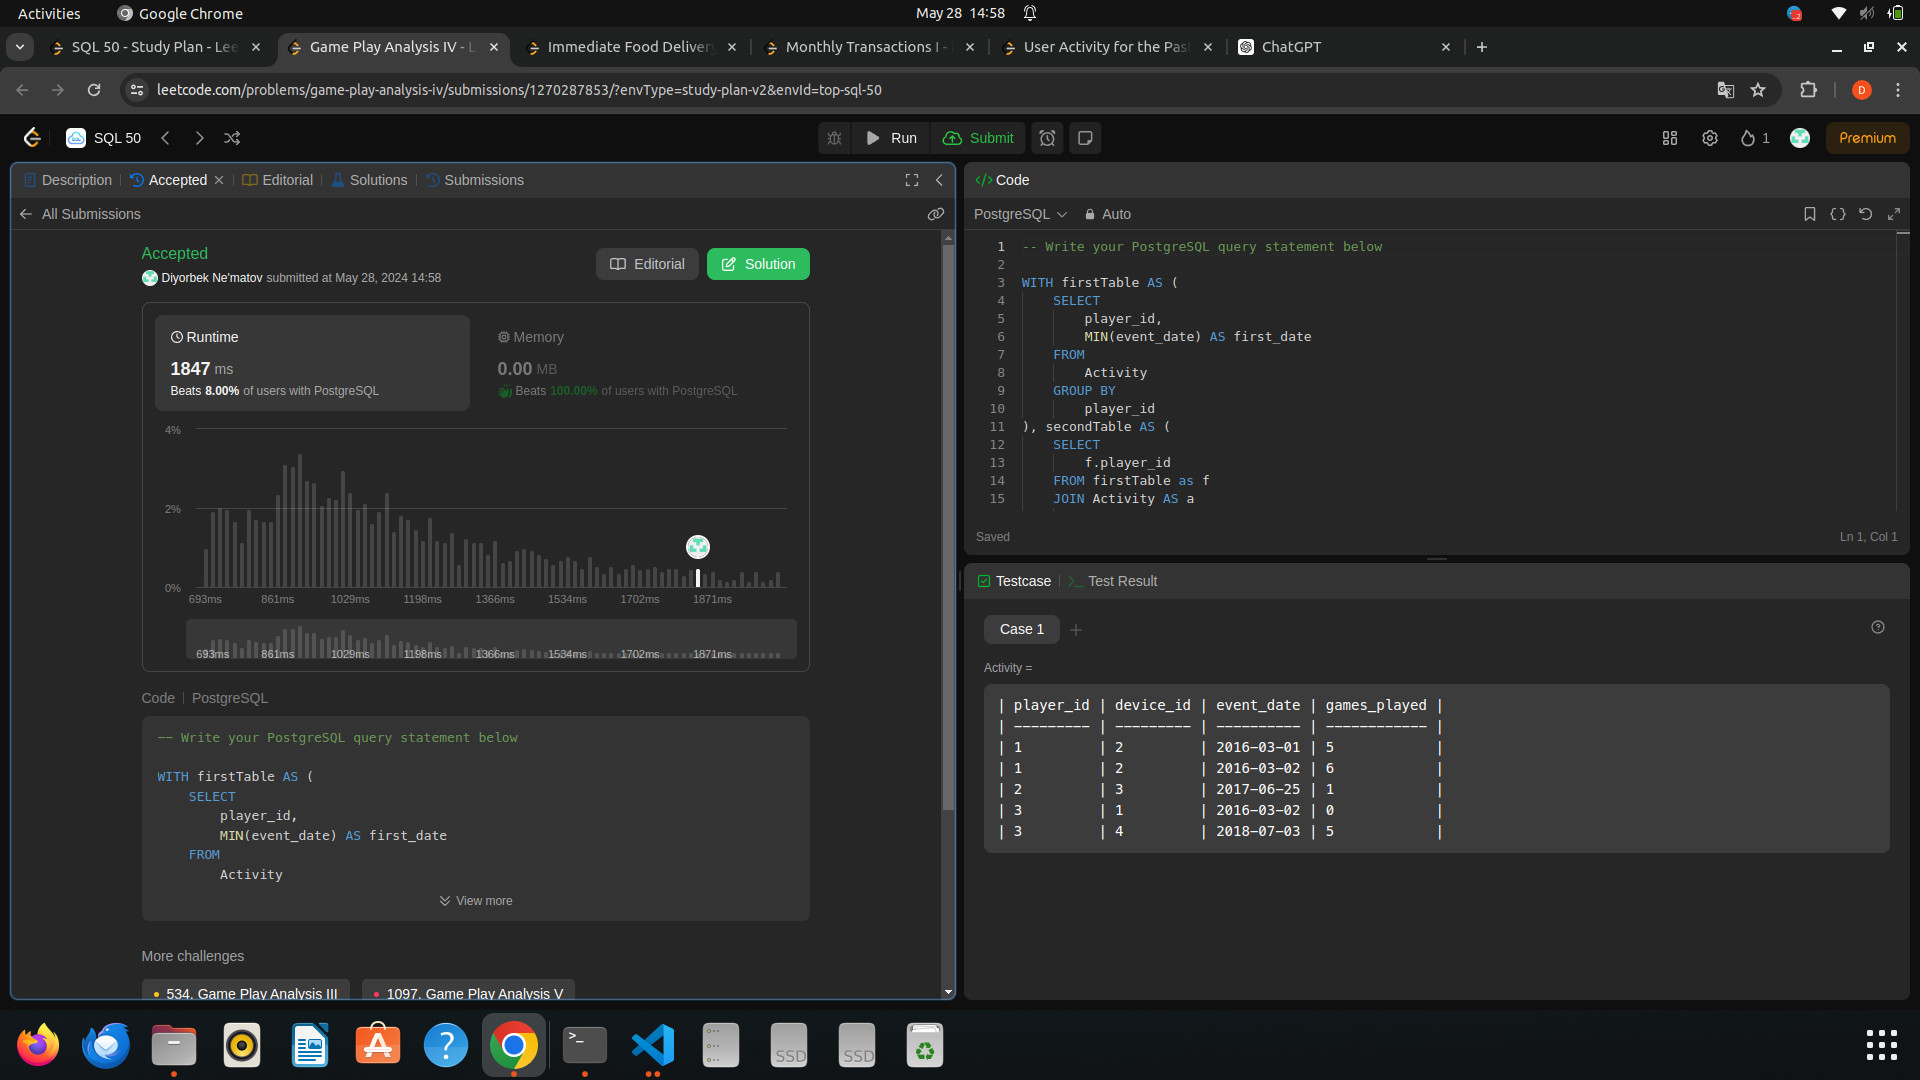 Activities
Google Chrome
May 28 14:58
SQL 50 - Study Plan - Lee
Game Play Analysis IV - L
Immediate Food Delivery
Monthly Transactions I -
User Activity for the Pas
ChatGPT
leetcode.com/problems/game-play-analysis-iv/submissions/1270287853/?envType=study-plan-v2&envId=top-sql-50
D
SQL 50
Run
Submit
1
Premium
Description
Accepted
Editorial
Solutions
Submissions
All Submissions
Accepted
Diyorbek Ne'matov submitted at May 28, 2024 14:58
Editorial
Solution
Runtime
1847 ms
Beats 8.00% of users with PostgreSQL
Memory
0.00 MB
Beats 100.00% of users with PostgreSQL
4%
2%
0%
693ms 861ms 1029ms 1198ms 1366ms 1534ms 1702ms 1871ms
693ms 861ms 1029ms 1198ms 1366ms 1534ms 1702ms 1871ms
Code | PostgreSQL
-- Write your PostgreSQL query statement below
WITH firstTable AS (
SELECT
player_id,
MIN(event_date) AS first_date
FROM
Activity
View more
More challenges
534. Game Play Analysis III
1097. Game Play Analysis V
</> Code
PostgreSQL
Auto
1 -- Write your PostgreSQL query statement below
2
3 WITH firstTable AS (
4 SELECT
5 player_id,
6 MIN(event_date) AS first_date
7 FROM
8 Activity
9 GROUP BY
10 player_id
11 ), secondTable AS (
12 SELECT
13 f.player_id
14 FROM firstTable as f
15 JOIN Activity AS a
Saved
Ln 1, Col 1
Testcase
>_ Test Result
Case 1
Activity =
| player_id | device_id | event_date | games_played |
| --------- | --------- | ---------- | ------------ |
| 1 | 2 | 2016-03-01 | 5 |
| 1 | 2 | 2016-03-02 | 6 |
| 2 | 3 | 2017-06-25 | 1 |
| 3 | 1 | 2016-03-02 | 0 |
| 3 | 4 | 2018-07-03 | 5 |
>_
SSD
SSD